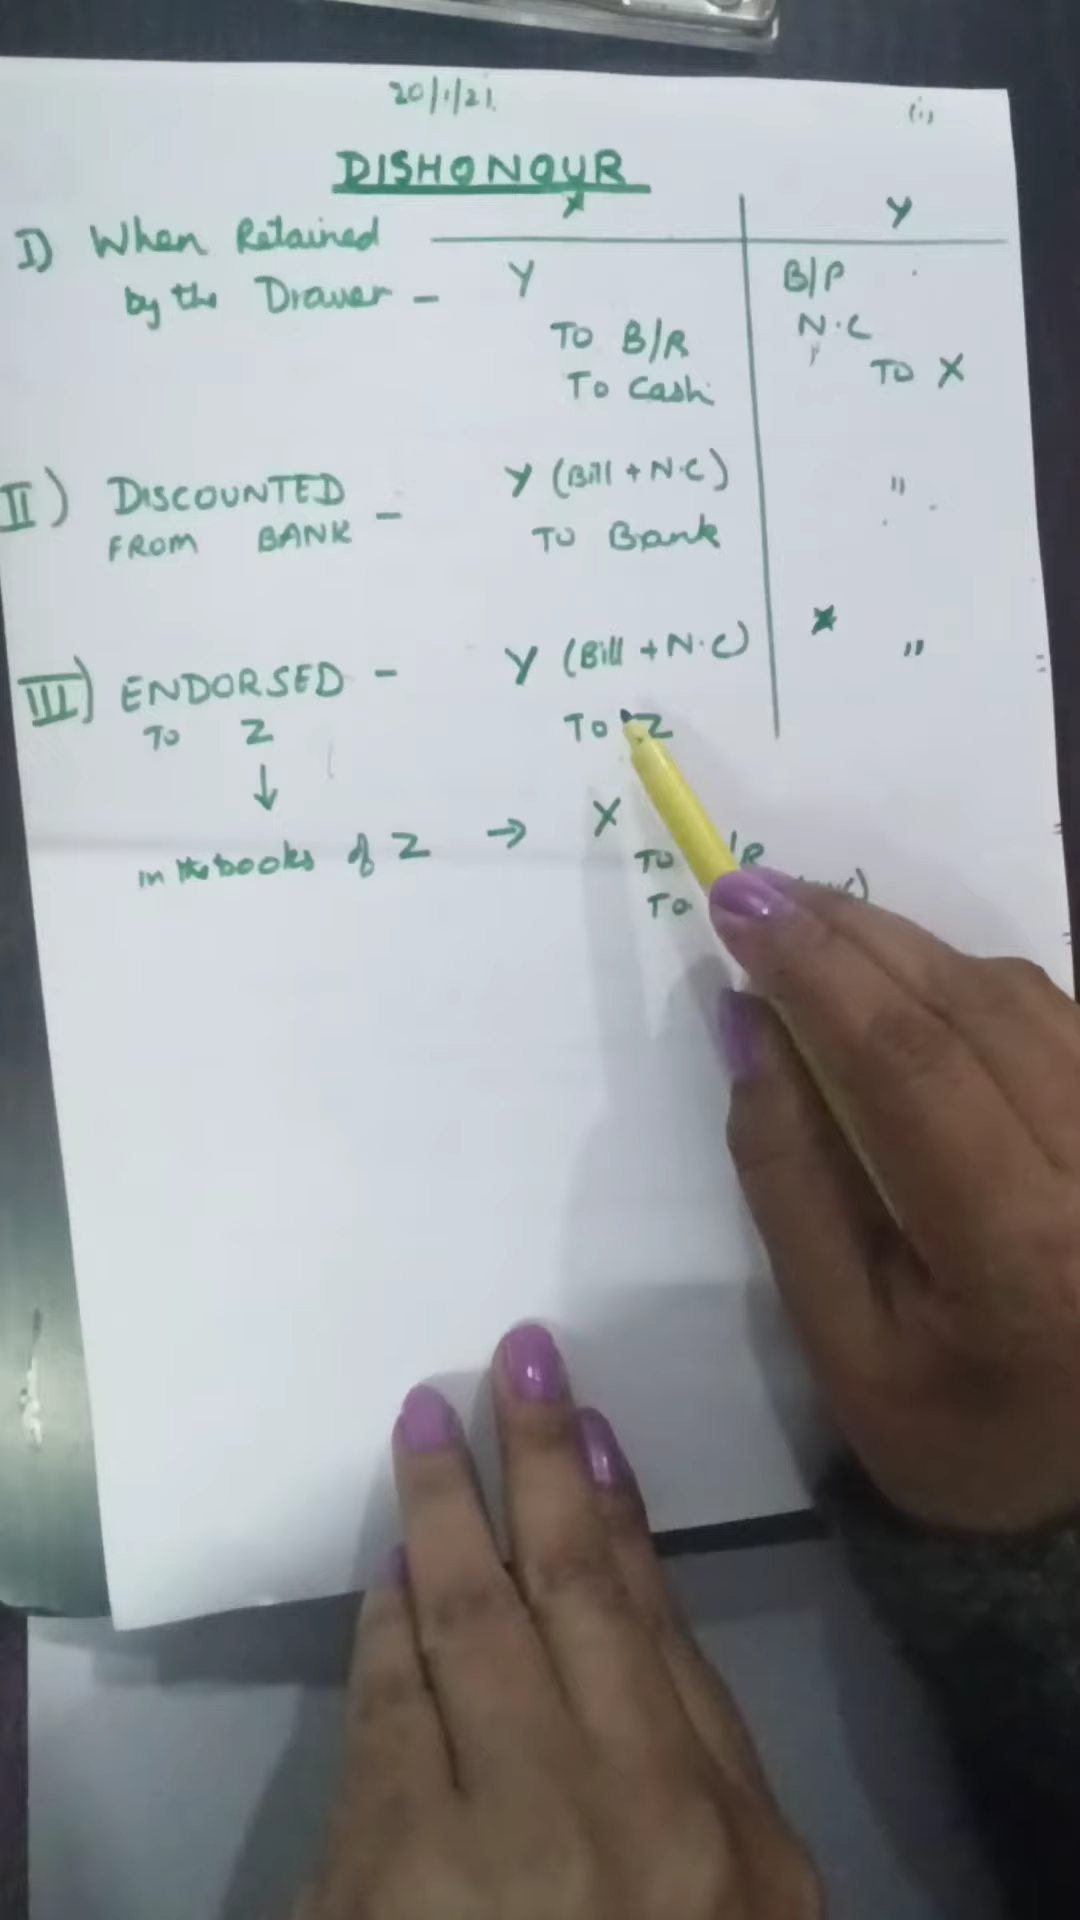 20/1/21.
(i)
DISHONOUR
X
Y
I) When Retained
by the Drawer -
Y
To B/R
To Cash
B/P
N.C
To X
II) DISCOUNTED
FROM BANK -
Y (Bill + N.C)
To Bank
"
III) ENDORSED -
To Z
Y (Bill + N.C)
To Z
"
↓
in the books of Z →
X
To /R
To